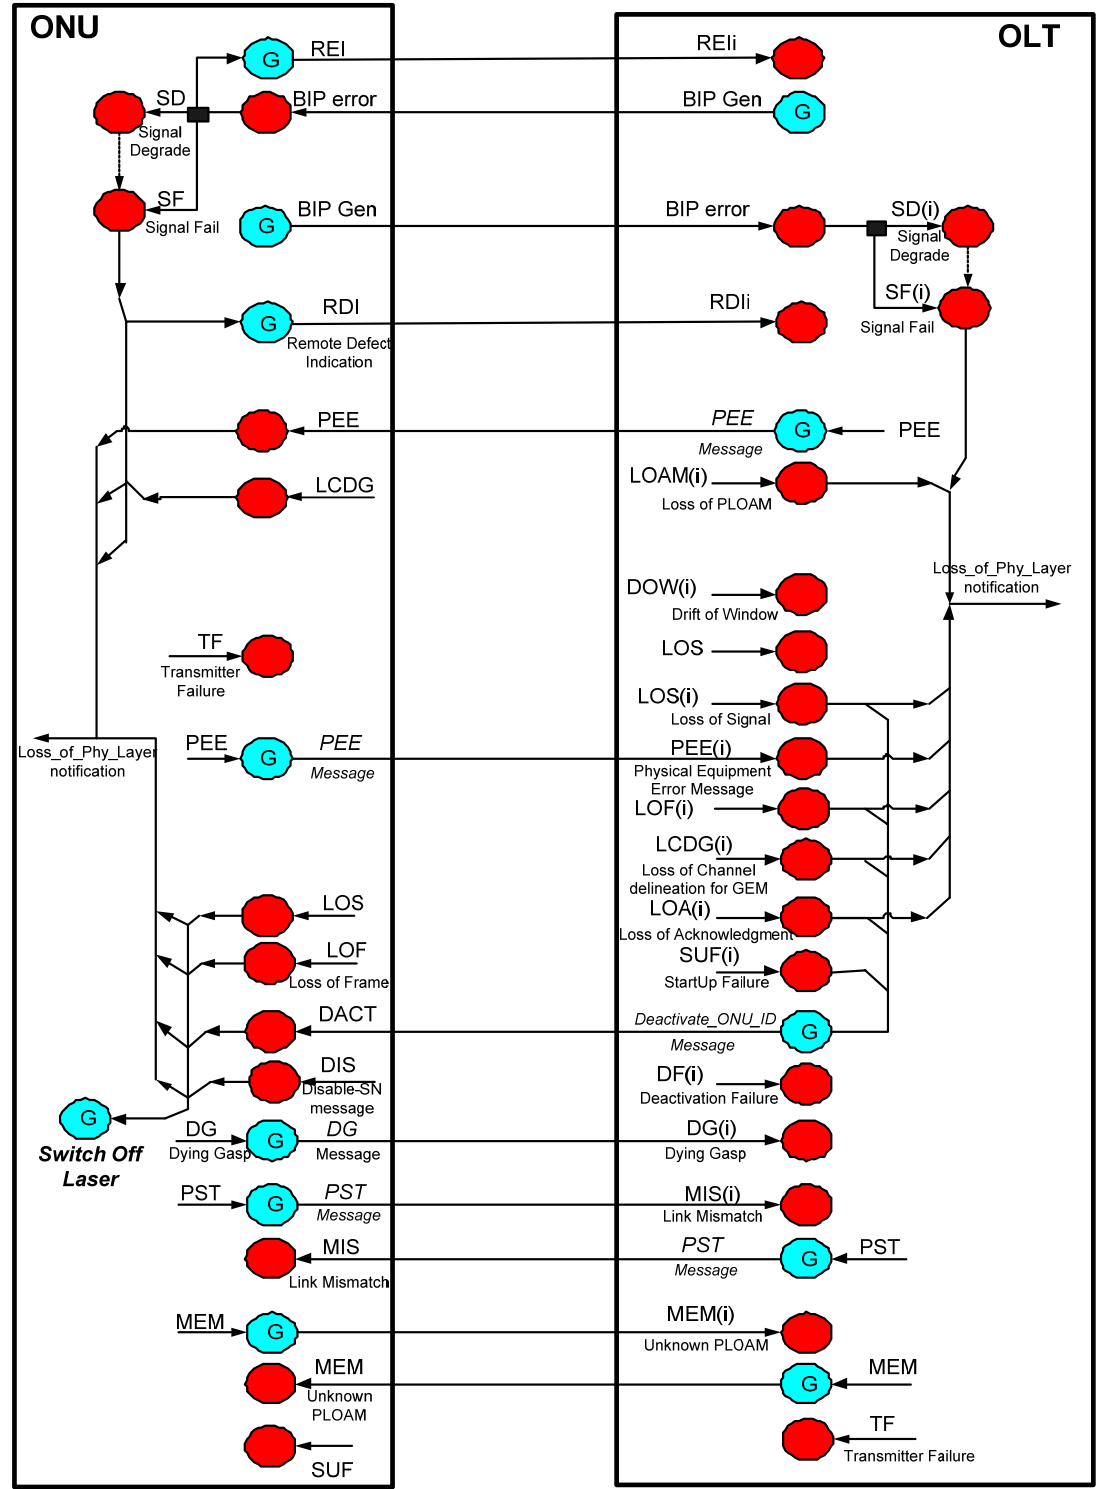 ONU
OLT
G
REI
REIi
SD
BIP error
BIP Gen
G
Signal
Degrade
SF
Signal Fail
G
BIP Gen
BIP error
SD(i)
Signal
Degrade
SF(i)
Signal Fail
G
RDI
RDIi
Remote Defect
Indication
PEE
PEE
Message
G
PEE
LCDG
LOAM(i)
Loss of PLOAM
Loss_of_Phy_Layer
notification
DOW(i)
Drift of Window
TF
Transmitter
Failure
LOS
LOS(i)
Loss of Signal
Loss_of_Phy_Layer
notification
PEE
G
PEE
Message
PEE(i)
Physical Equipment
Error Message
LOF(i)
LCDG(i)
Loss of Channel
delineation for GEM
LOS
LOA(i)
Loss of Acknowledgment
LOF
Loss of Frame
SUF(i)
StartUp Failure
DACT
Deactivate_ONU_ID
Message
G
DIS
Disable-SN
message
DF(i)
Deactivation Failure
G
Switch Off
Laser
DG
Dying Gasp
G
DG
Message
DG(i)
Dying Gasp
PST
G
PST
Message
MIS(i)
Link Mismatch
MIS
Link Mismatch
PST
Message
G
PST
MEM
G
MEM(i)
Unknown PLOAM
MEM
Unknown
PLOAM
G
MEM
SUF
TF
Transmitter Failure